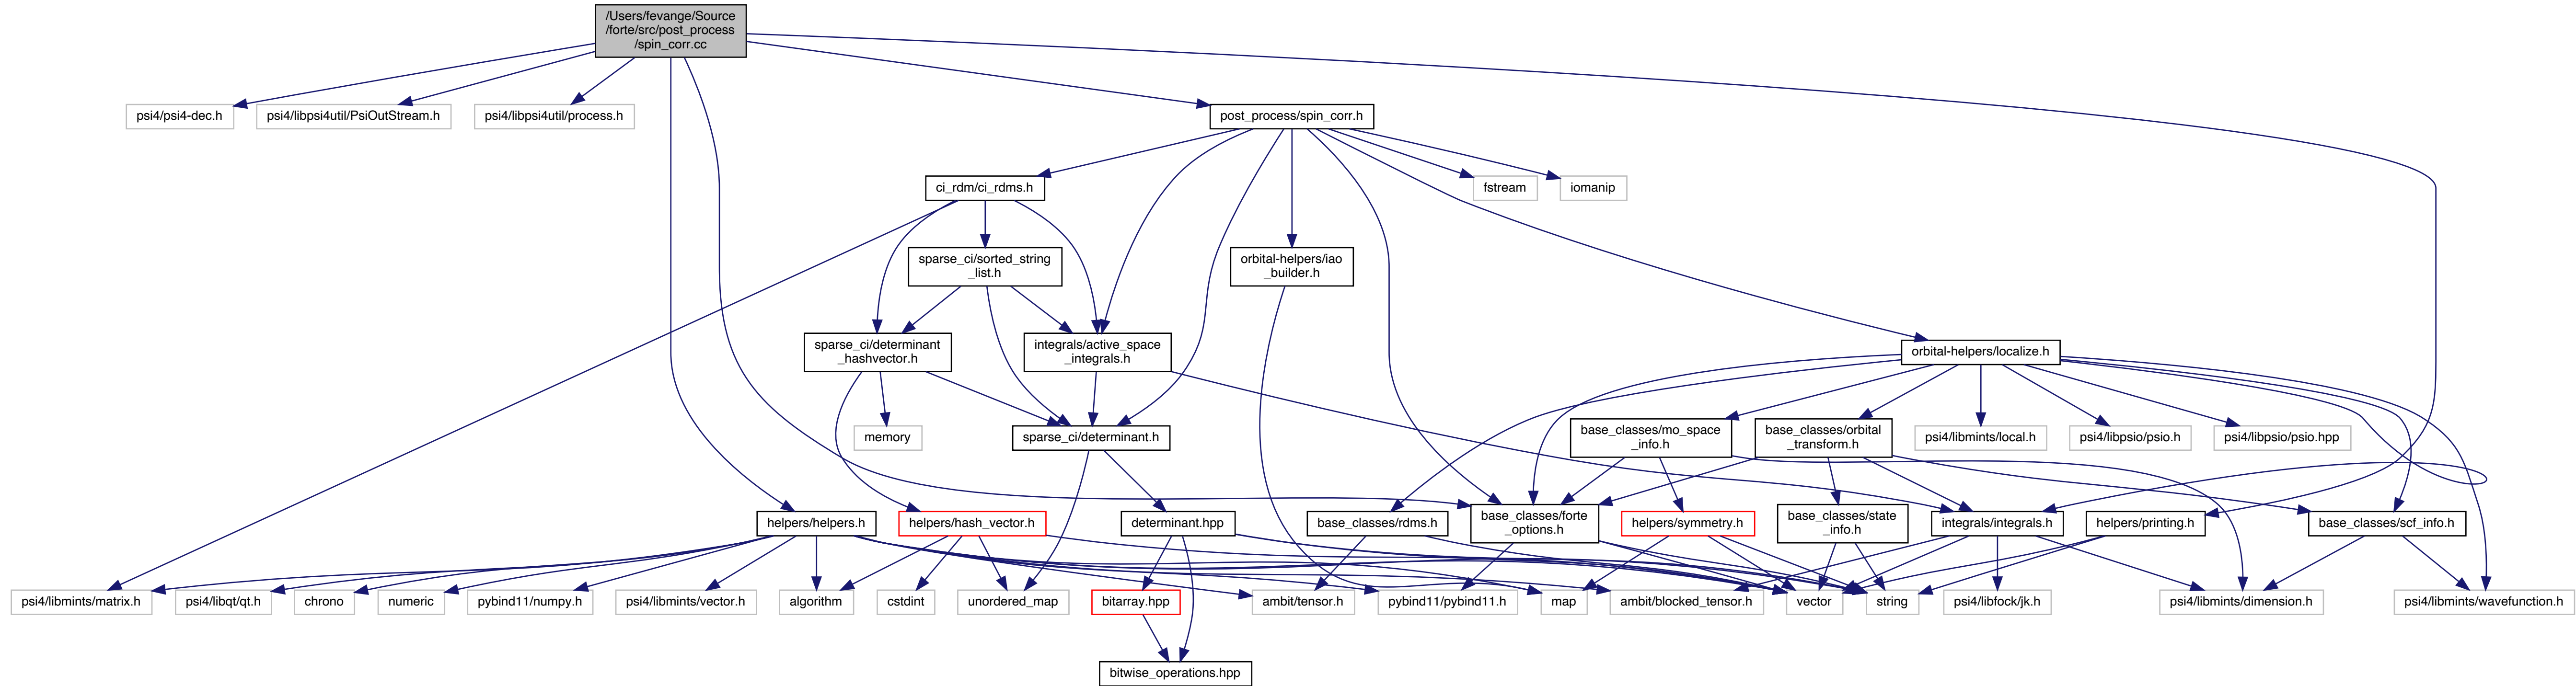 /Users/fevange/Source
/forte/src/post_process
/spin_corr.cc
psi4/psi4-dec.h
psi4/libpsi4util/PsiOutStream.h
psi4/libpsi4util/process.h
post_process/spin_corr.h
ci_rdm/ci_rdms.h
fstream
iomanip
sparse_ci/sorted_string
_list.h
orbital-helpers/iao
_builder.h
sparse_ci/determinant
_hashvector.h
integrals/active_space
_integrals.h
orbital-helpers/localize.h
memory
sparse_ci/determinant.h
base_classes/mo_space
_info.h
base_classes/orbital
_transform.h
psi4/libmints/local.h
psi4/libpsio/psio.h
psi4/libpsio/psio.hpp
helpers/helpers.h
helpers/hash_vector.h
determinant.hpp
base_classes/rdms.h
base_classes/forte
_options.h
helpers/symmetry.h
base_classes/state
_info.h
integrals/integrals.h
helpers/printing.h
base_classes/scf_info.h
psi4/libmints/matrix.h
psi4/libqt/qt.h
chrono
numeric
pybind11/numpy.h
psi4/libmints/vector.h
algorithm
cstdint
unordered_map
bitarray.hpp
ambit/tensor.h
pybind11/pybind11.h
map
ambit/blocked_tensor.h
vector
string
psi4/libfock/jk.h
psi4/libmints/dimension.h
psi4/libmints/wavefunction.h
bitwise_operations.hpp